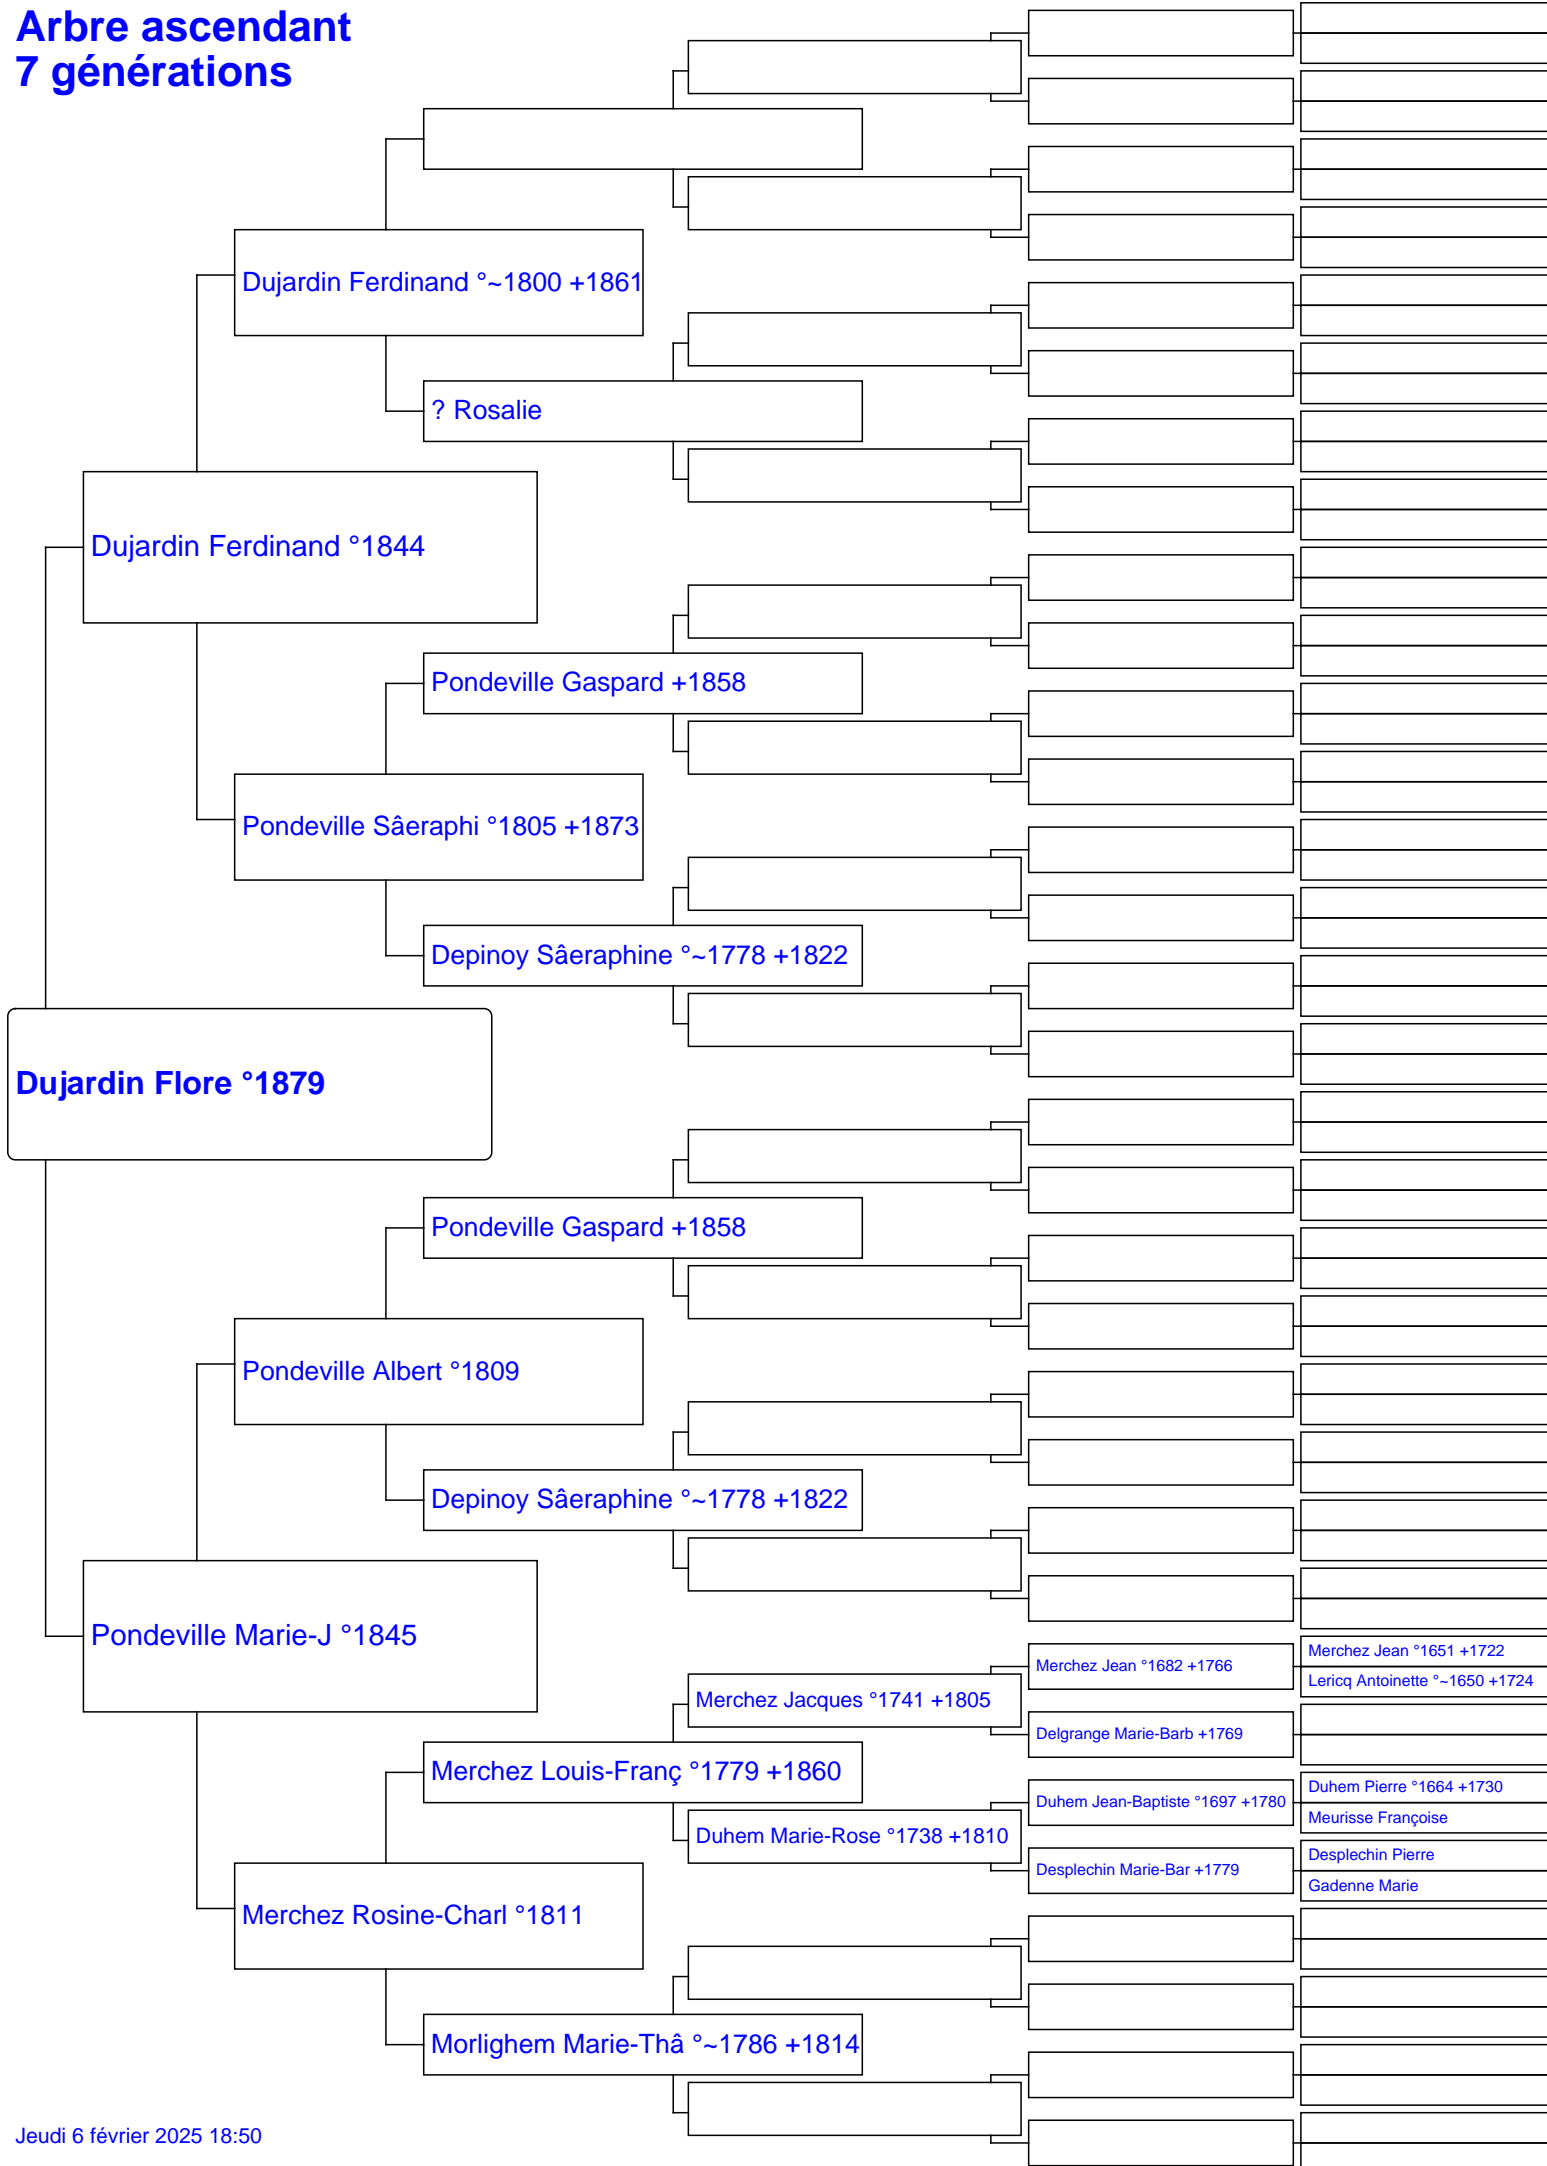 Arbre ascendant
7 générations
Dujardin Ferdinand °~1800 +1861
? Rosalie
Dujardin Ferdinand °1844
Pondeville Gaspard +1858
Pondeville Sâeraphi °1805 +1873
Depinoy Sâeraphine °~1778 +1822
Dujardin Flore °1879
Pondeville Gaspard +1858
Pondeville Albert °1809
Depinoy Sâeraphine °~1778 +1822
Pondeville Marie-J °1845
Merchez Jean °1651 +1722
Merchez Jean °1682 +1766
Lericq Antoinette °~1650 +1724
Merchez Jacques °1741 +1805
Delgrange Marie-Barb +1769
Merchez Louis-Franç °1779 +1860
Duhem Pierre °1664 +1730
Duhem Jean-Baptiste °1697 +1780
Meurisse Françoise
Duhem Marie-Rose °1738 +1810
Desplechin Pierre
Desplechin Marie-Bar +1779
Gadenne Marie
Merchez Rosine-Charl °1811
Morlighem Marie-Thâ °~1786 +1814
Jeudi 6 février 2025 18:50